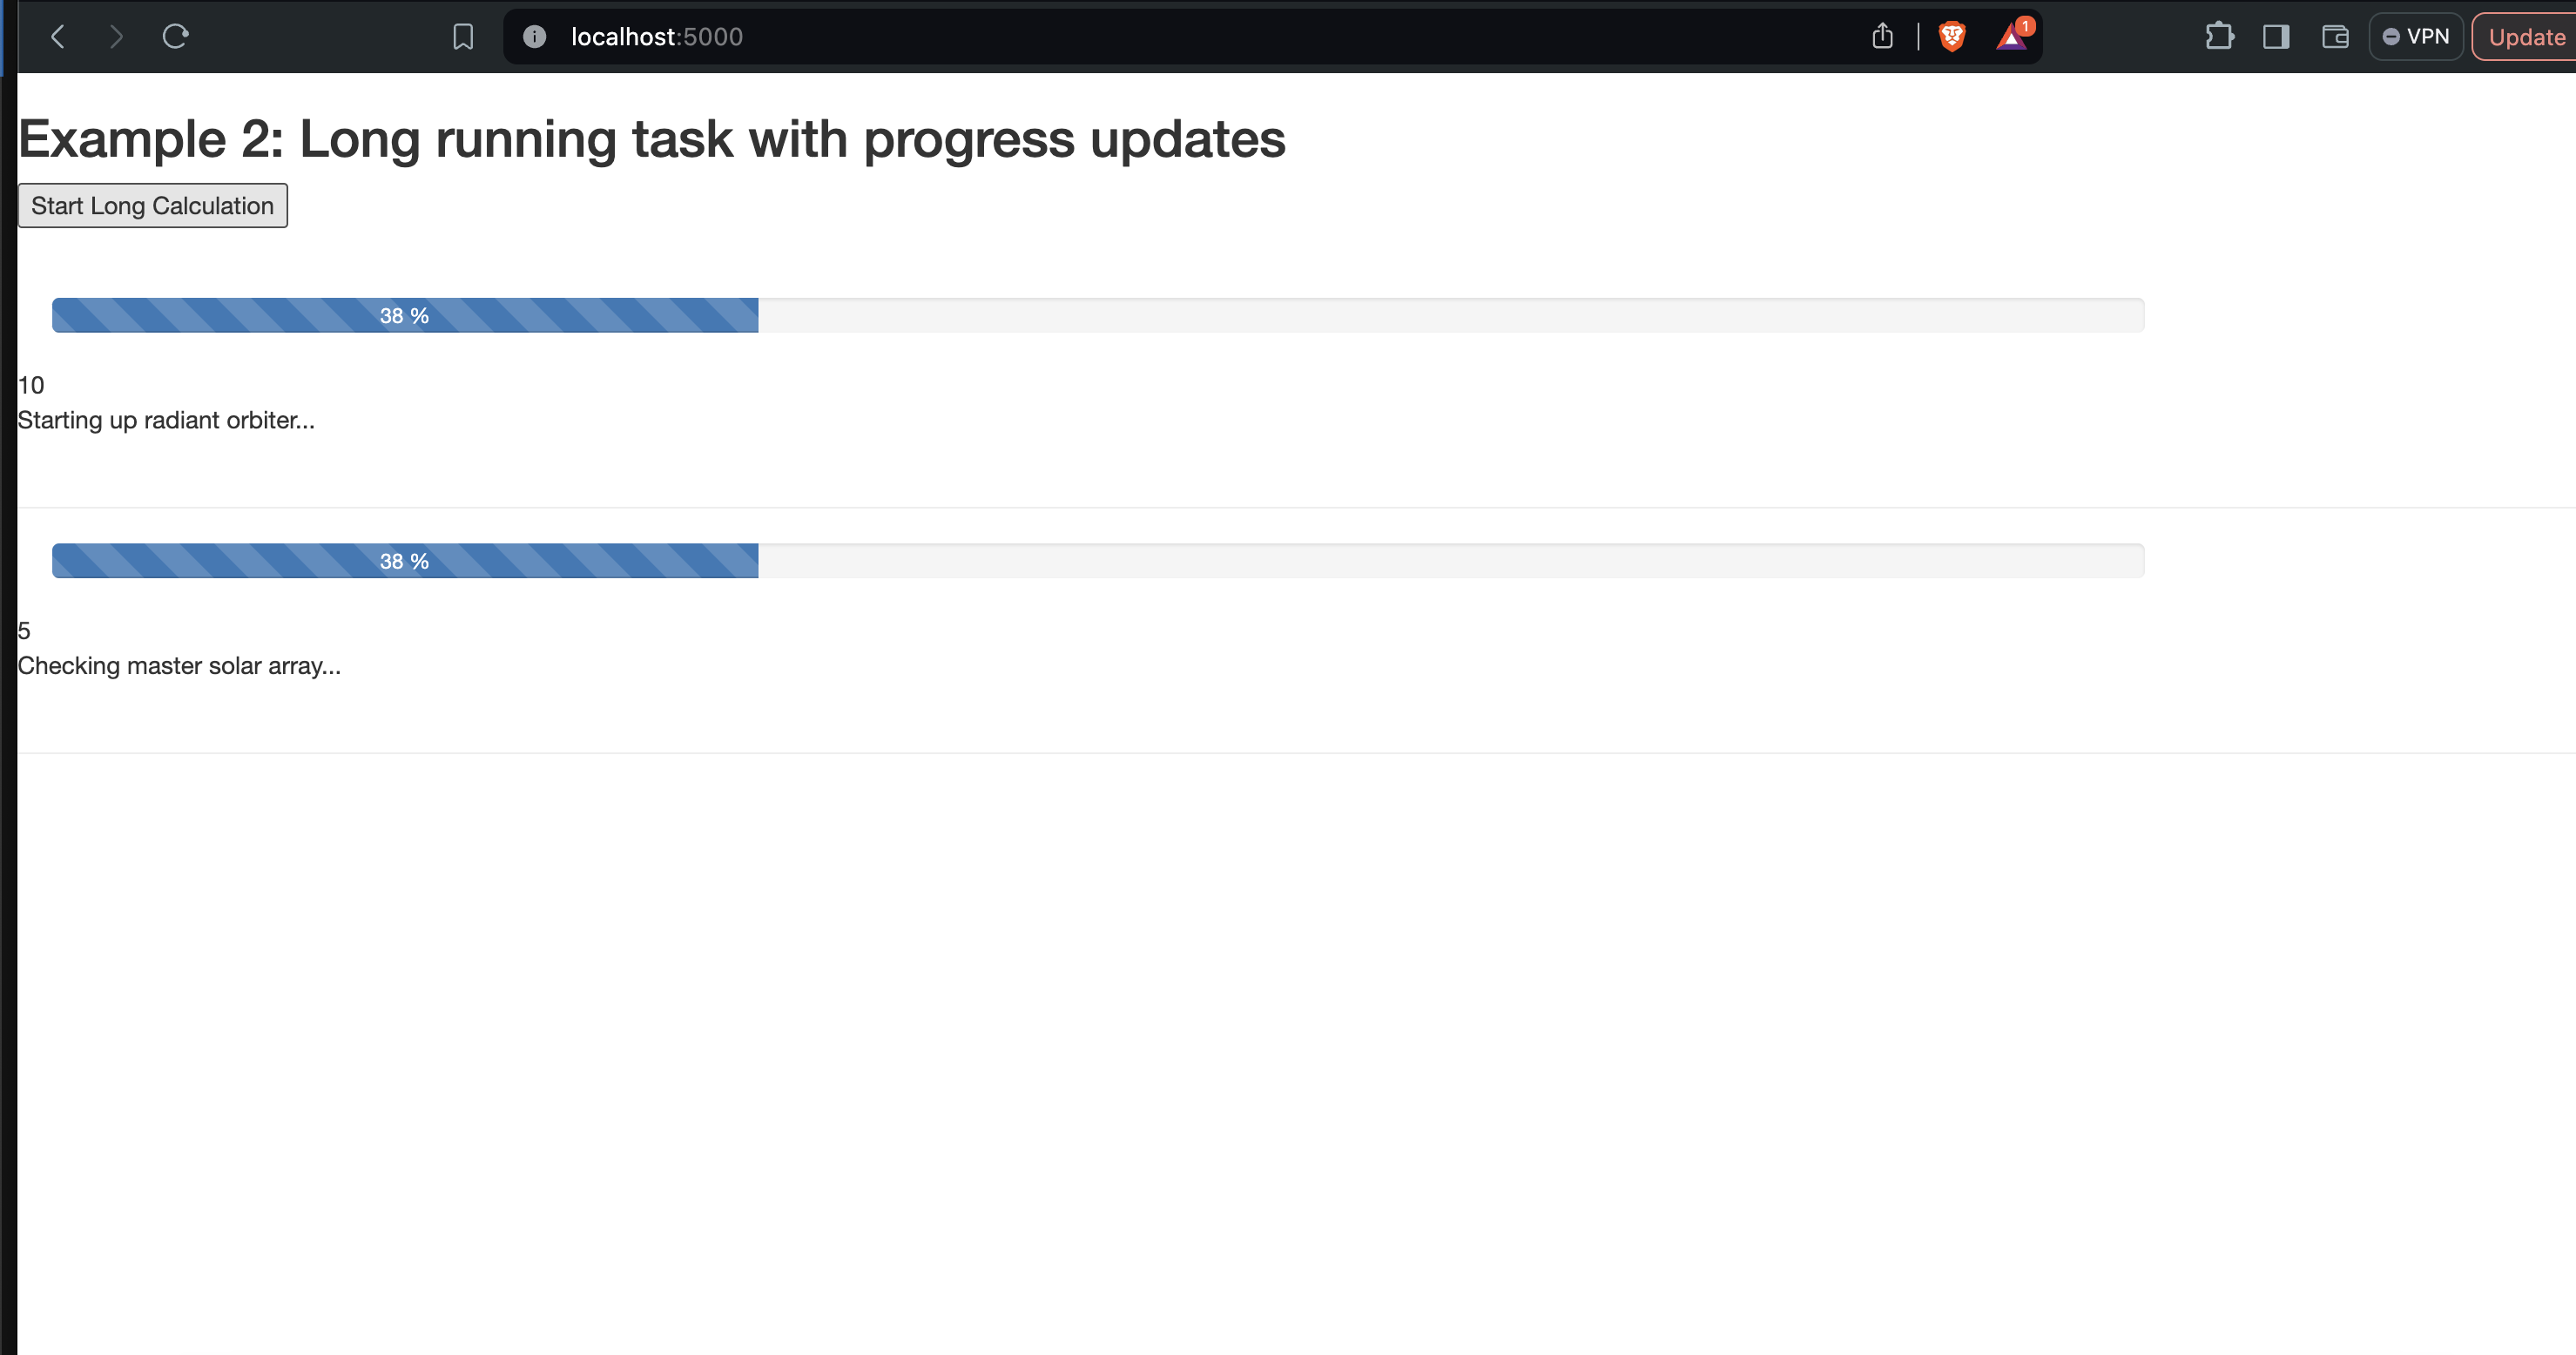 localhost:5000
1
VPN
Update
Example 2: Long running task with progress updates
Start Long Calculation
38 %
10
Starting up radiant orbiter...
38 %
5
Checking master solar array...